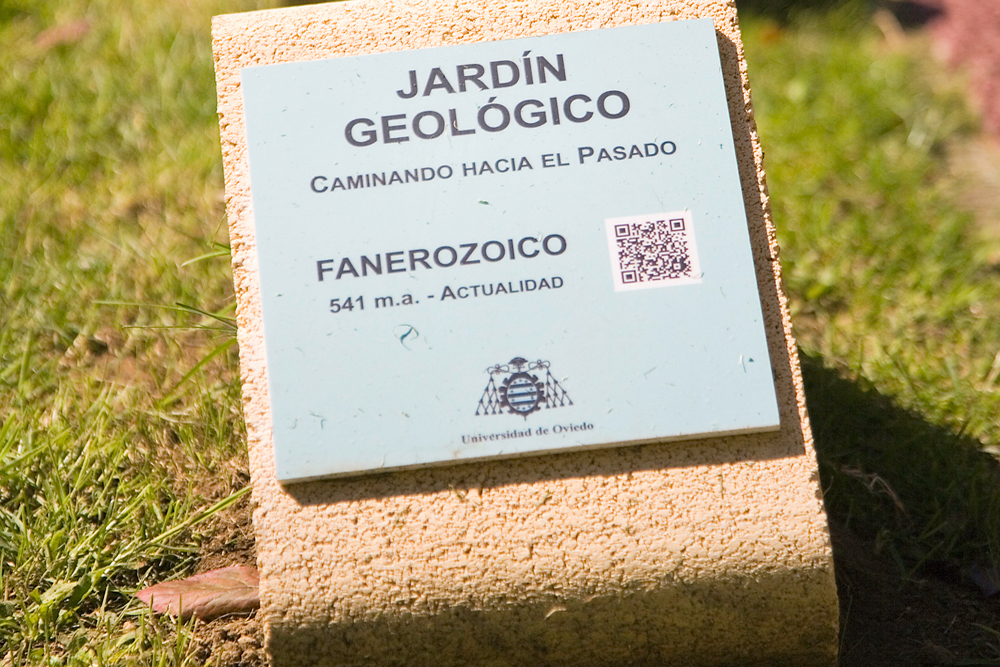 JARDÍN
GEOLÓGICO
CAMINANDO HACIA EL PASADO
FANEROZOICO
541 m.a. - ACTUALIDAD
Universidad de Oviedo